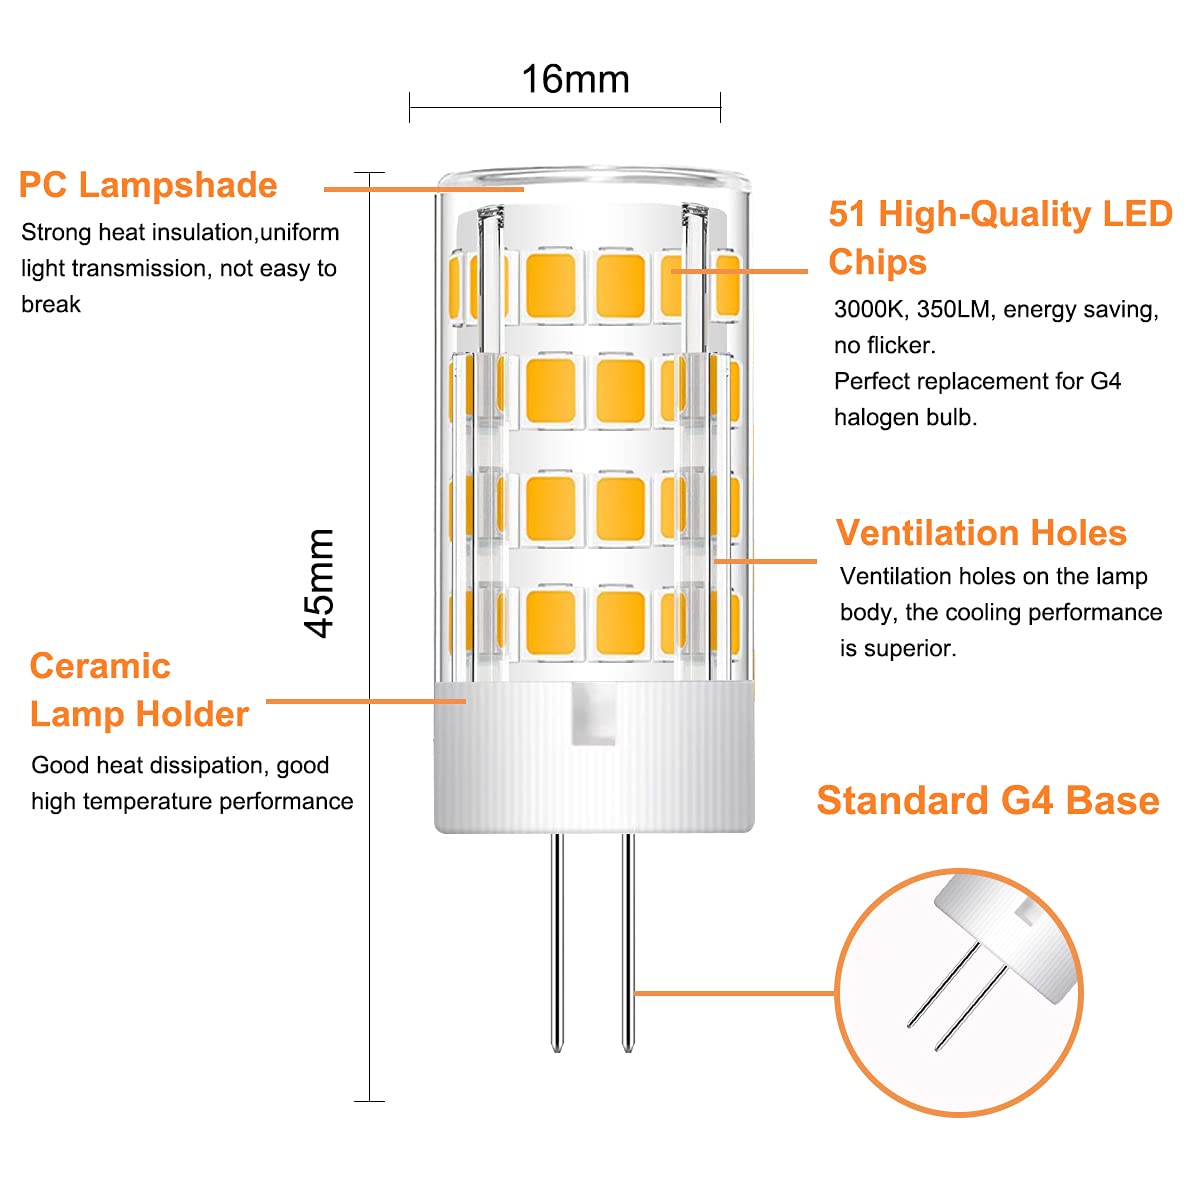 16mm
PC Lampshade
Strong heat insulation,uniform
light transmission, not easy to
break
51 High-Quality LED
Chips
3000K, 350LM, energy saving,
no flicker.
Perfect replacement for G4
halogen bulb.
45mm
Ventilation Holes
Ventilation holes on the lamp
body, the cooling performance
is superior.
Ceramic
Lamp Holder
Good heat dissipation, good
high temperature performance
Standard G4 Base